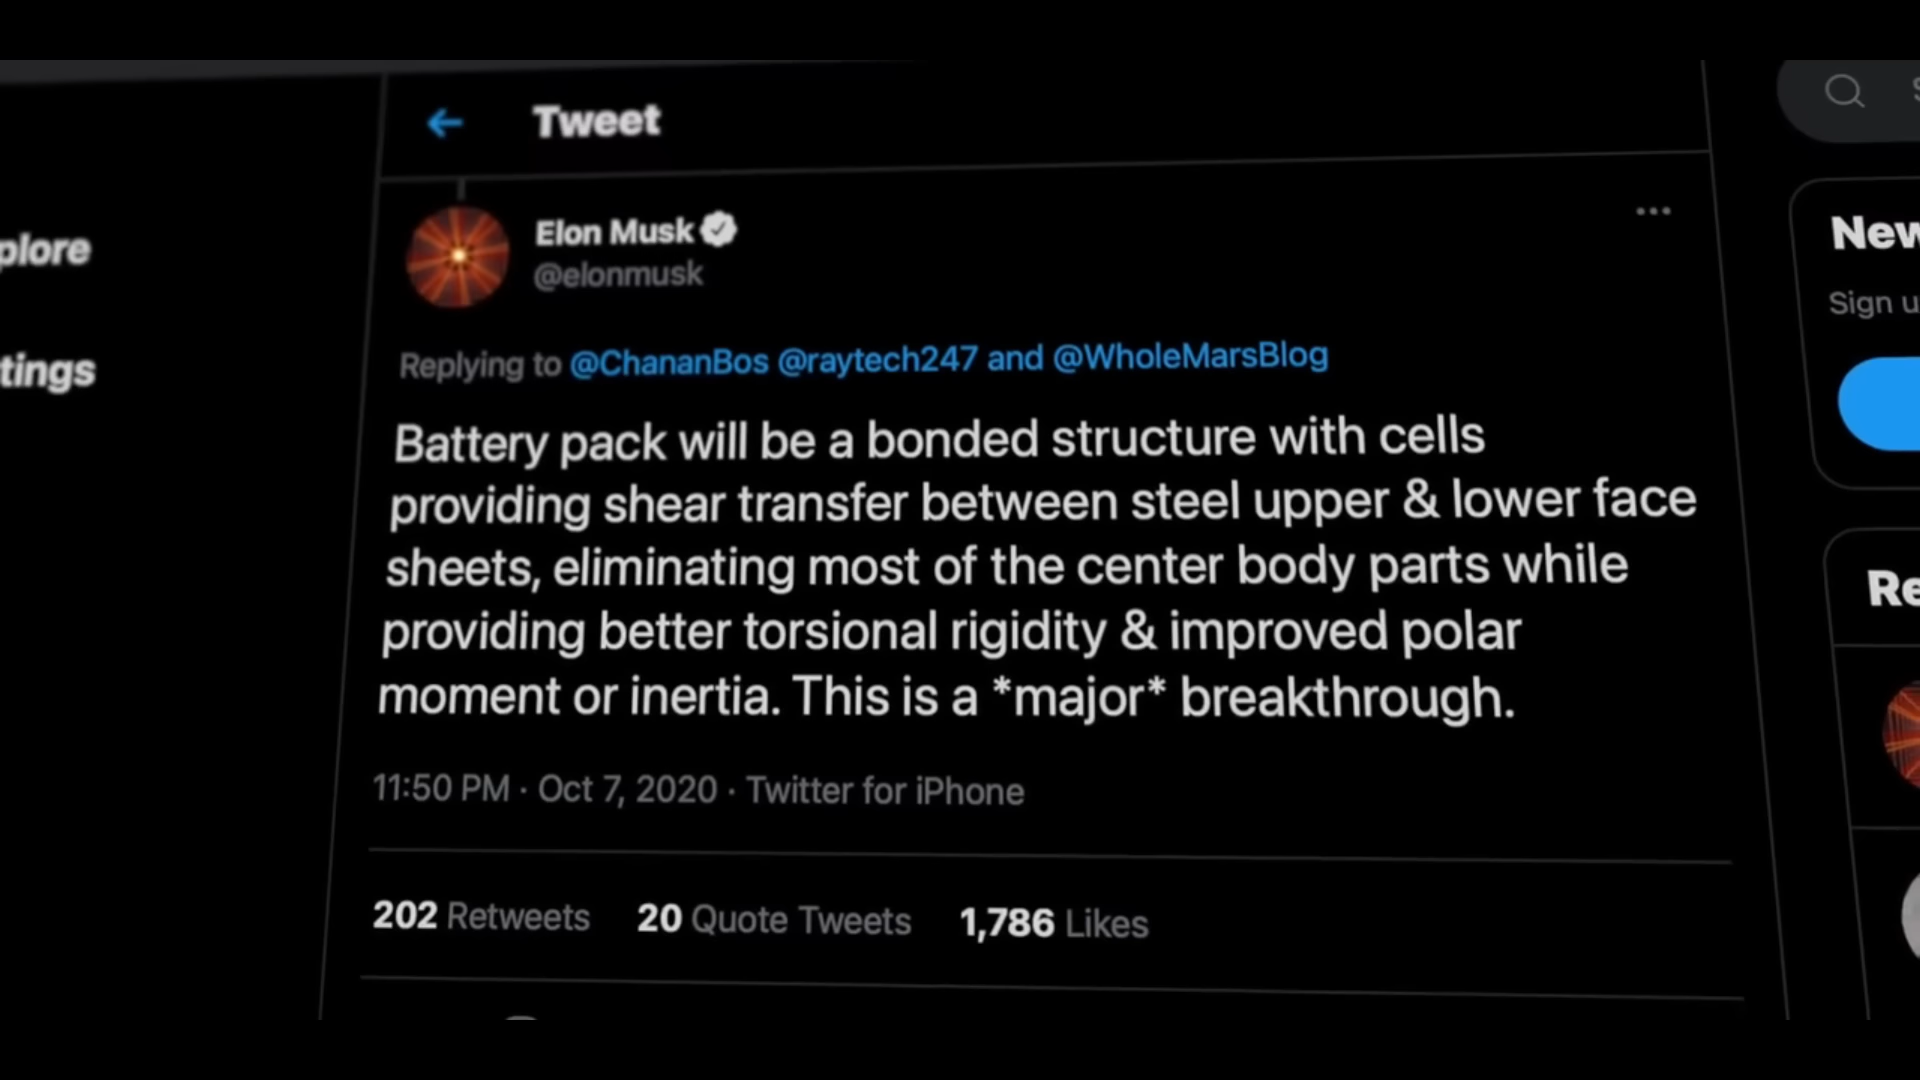 Tweet
Elon Musk
@elonmusk
Replying to @ChananBos @raytech247 and @WholeMarsBlog
Battery pack will be a bonded structure with cells
providing shear transfer between steel upper & lower face
sheets, eliminating most of the center body parts while
providing better torsional rigidity & improved polar
moment or inertia. This is a *major* breakthrough.
11:50 PM · Oct 7, 2020 · Twitter for iPhone
202 Retweets 20 Quote Tweets 1,786 Likes
plore
tings
New
Sign u
Re